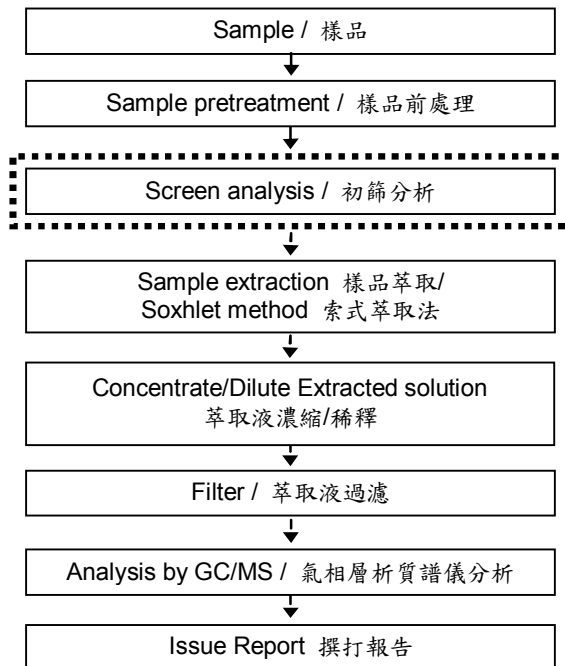 Sample / 樣品
Sample pretreatment / 樣品前處理
Screen analysis / 初篩分析
Sample extraction 樣品萃取/
Soxhlet method 索式萃取法
Concentrate/Dilute Extracted solution
萃取液濃縮/稀釋
Filter / 萃取液過濾
Analysis by GC/MS / 氣相層析質譜儀分析
Issue Report 撰打報告